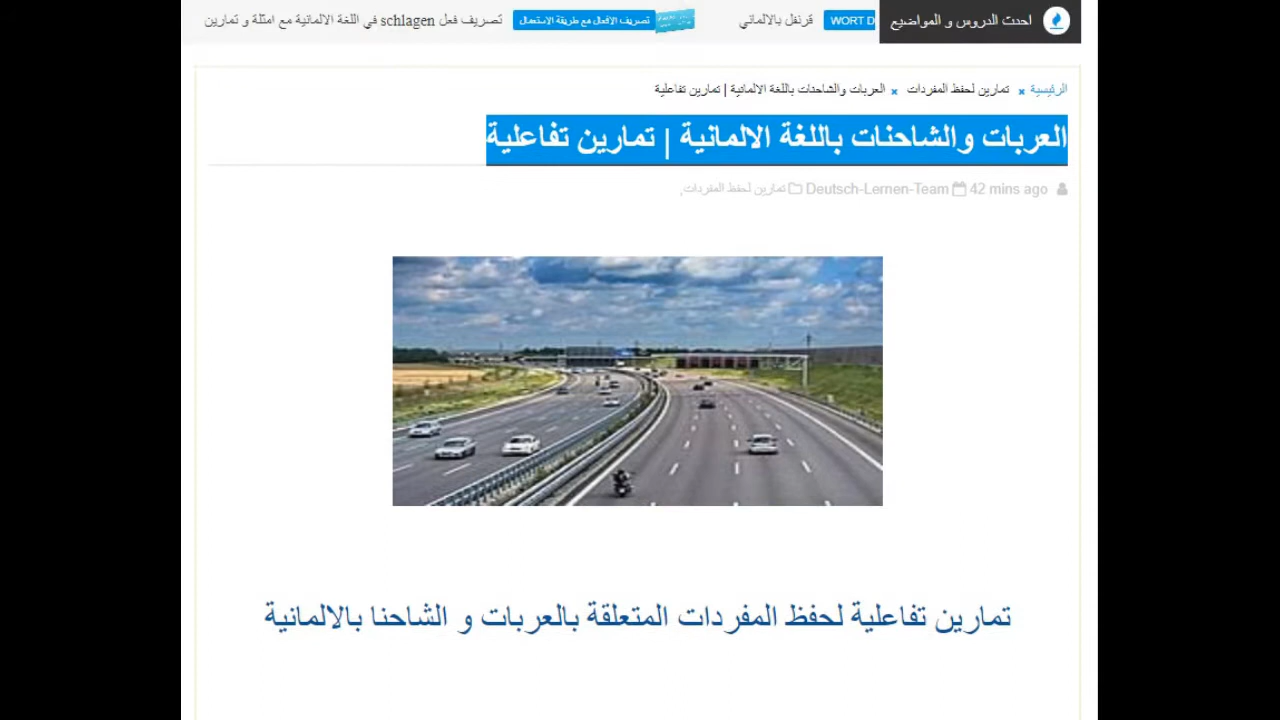 احدث الدروس و المواضيع WORT D قرنفل بالالماني تصريف الافعال مع طريقة الاستعمال تصريف فعل schlagen في اللغة الالمانية مع امثلة و تمارين
الرئيسية × تمارين لحفظ المفردات × العربات والشاحنات باللغة الالمانية | تمارين تفاعلية
العربات والشاحنات باللغة الالمانية | تمارين تفاعلية
42 mins ago Deutsch-Lernen-Team تمارين لحفظ المفردات,
تمارين تفاعلية لحفظ المفردات المتعلقة بالعربات و الشاحنا بالالمانية